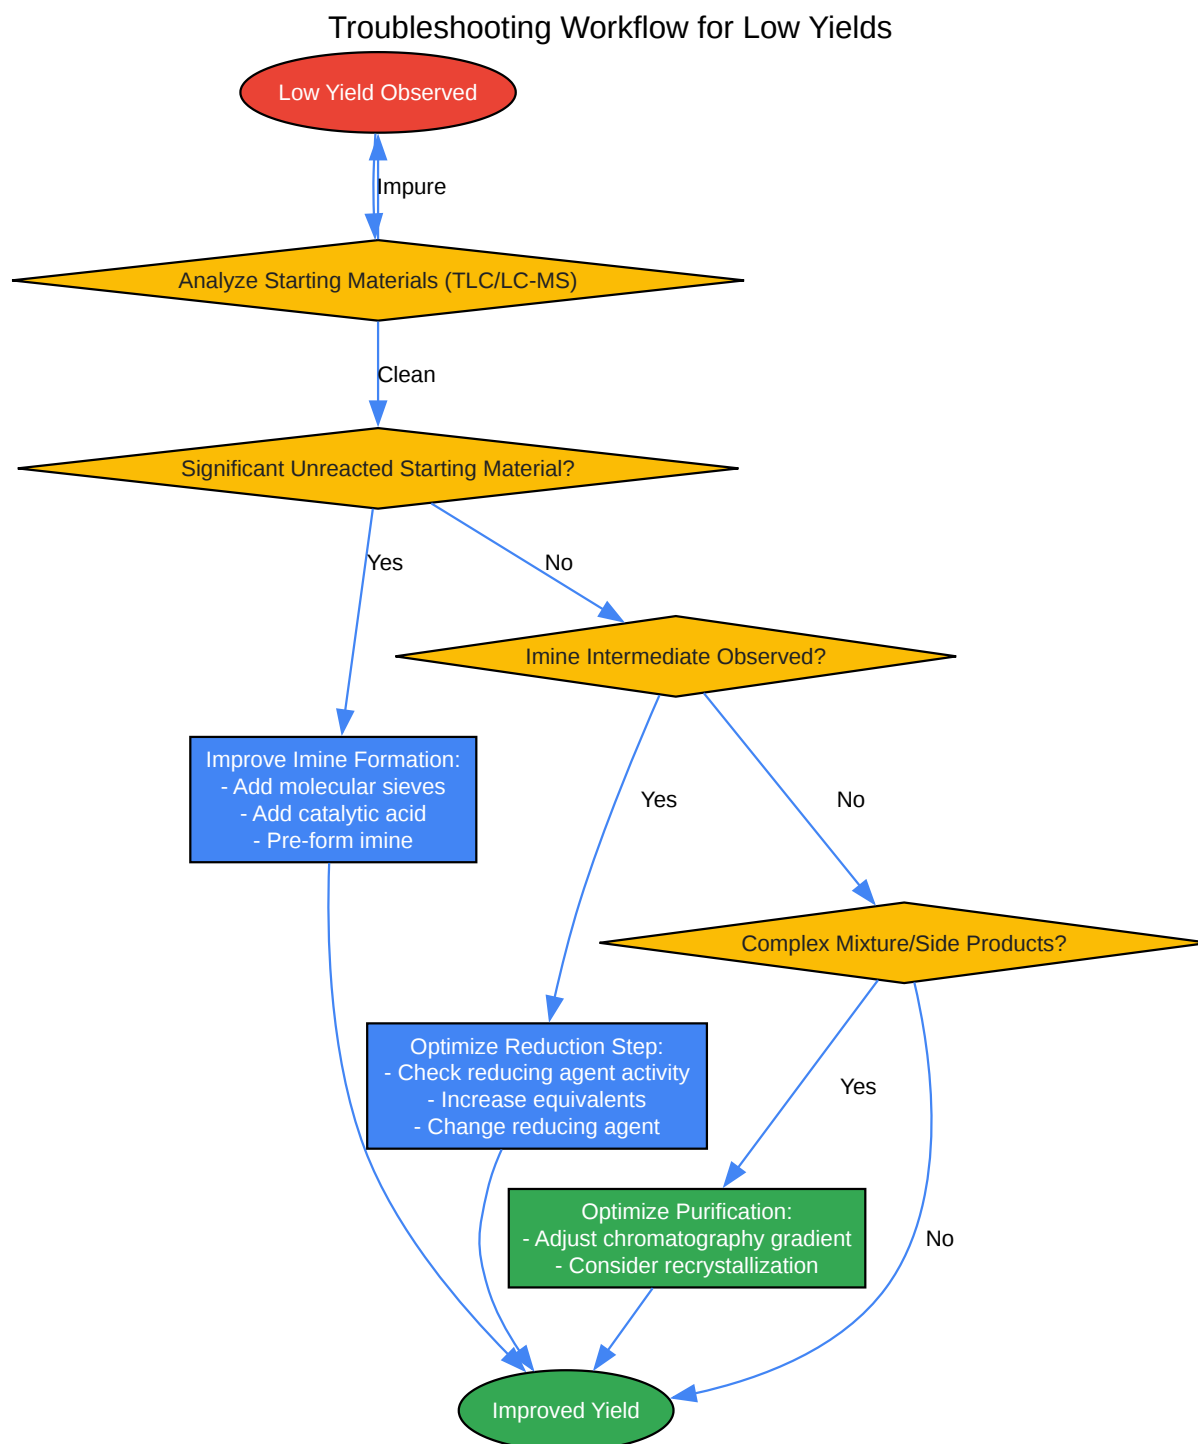 Troubleshooting Workflow for Low Yields
Low Yield Observed
Impure
Analyze Starting Materials (TLC/LC-MS)
Clean
Significant Unreacted Starting Material?
Yes
No
Imine Intermediate Observed?
Improve Imine Formation:
- Add molecular sieves
- Add catalytic acid
- Pre-form imine
Yes
No
Complex Mixture/Side Products?
Optimize Reduction Step:
- Check reducing agent activity
- Increase equivalents
- Change reducing agent
Yes
Optimize Purification:
- Adjust chromatography gradient
- Consider recrystallization
No
Improved Yield